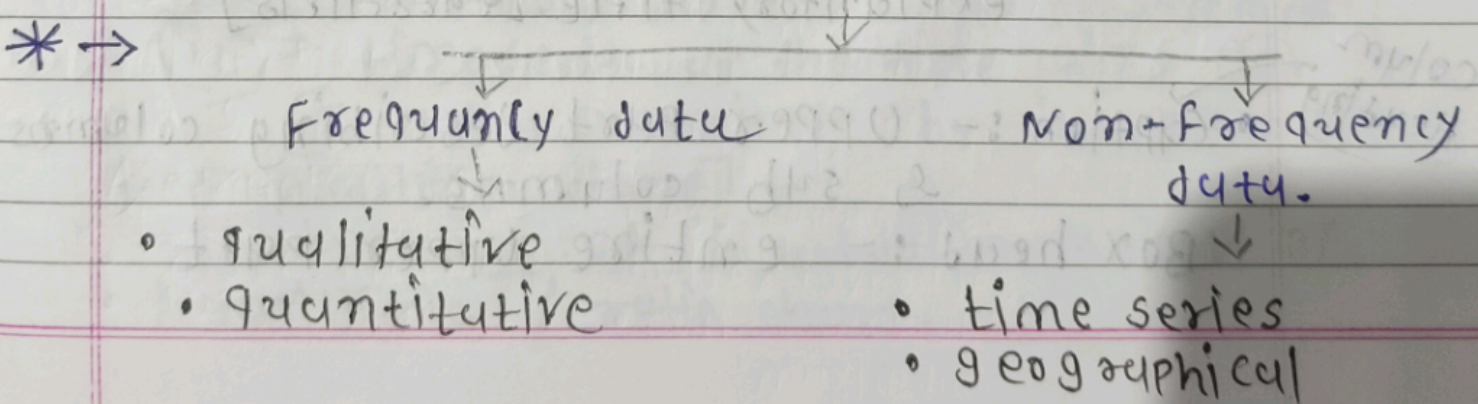 * →
Frequancy data
Non-frequency
data.
• qualitative
• quantitative
• time series
• geographical